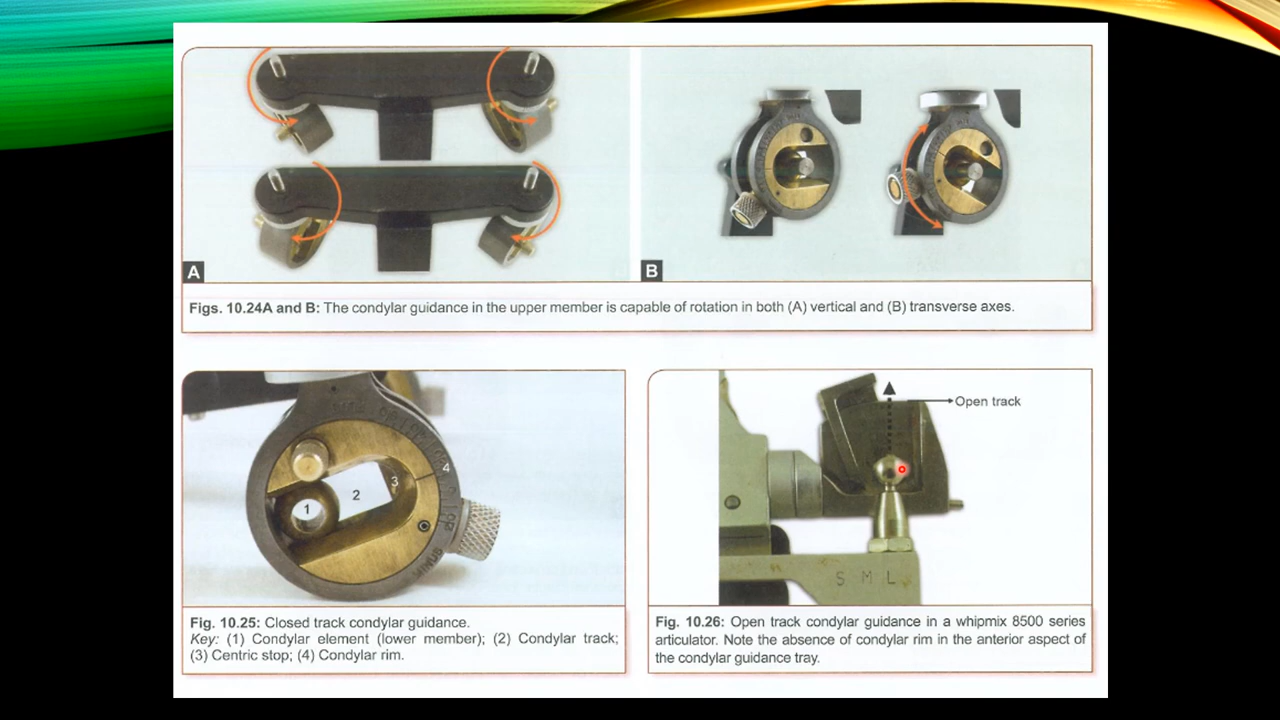 A
B
Figs. 10.24A and B: The condylar guidance in the upper member is capable of rotation in both (A) vertical and (B) transverse axes.
1
2
3
4
Fig. 10.25: Closed track condylar guidance.
Key: (1) Condylar element (lower member); (2) Condylar track;
(3) Centric stop; (4) Condylar rim.
Open track
S M L
Fig. 10.26: Open track condylar guidance in a whipmix 8500 series
articulator. Note the absence of condylar rim in the anterior aspect of
the condylar guidance tray.